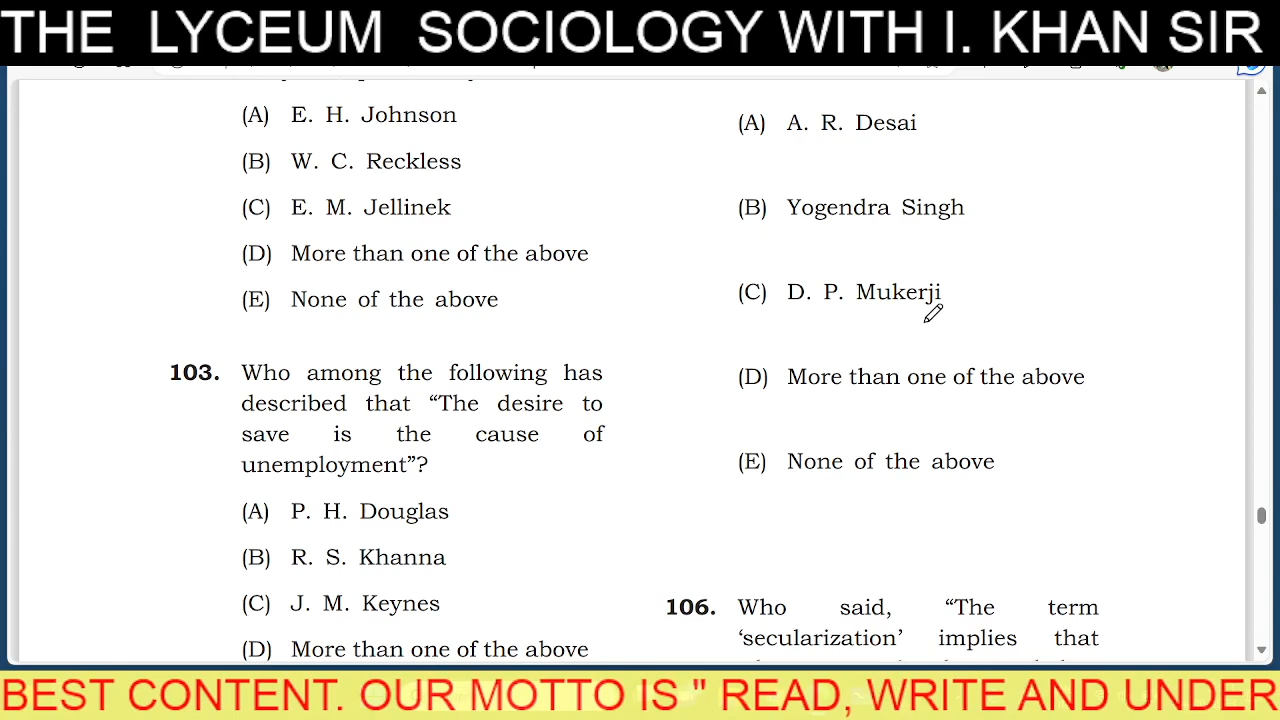 THE LYCEUM SOCIOLOGY WITH I. KHAN SIR
(A) E. H. Johnson
(B) W. C. Reckless
(C) E. M. Jellinek
(D) More than one of the above
(E) None of the above
103. Who among the following has
described that “The desire to
save is the cause of
unemployment”?
(A) P. H. Douglas
(B) R. S. Khanna
(C) J. M. Keynes
(D) More than one of the above
(A) A. R. Desai
(B) Yogendra Singh
(C) D. P. Mukerji
(D) More than one of the above
(E) None of the above
106. Who said, “The term
‘secularization’ implies that
BEST CONTENT. OUR MOTTO IS " READ, WRITE AND UNDER